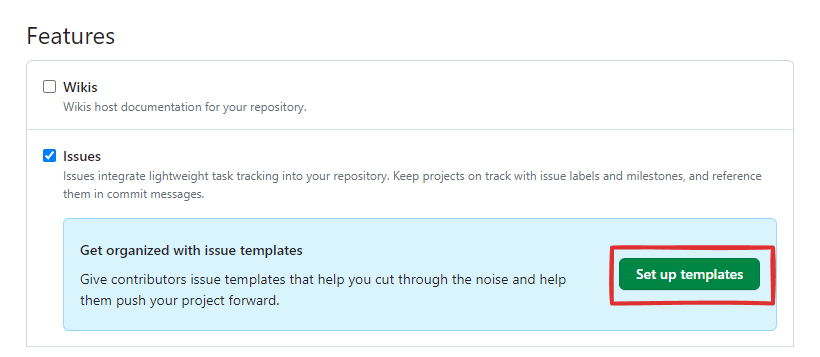 Features
Wikis
Wikis host documentation for your repository.
Issues
Issues integrate lightweight task tracking into your repository. Keep projects on track with issue labels and milestones, and reference
them in commit messages.
Get organized with issue templates
Give contributors issue templates that help you cut through the noise and help
them push your project forward.
Set up templates